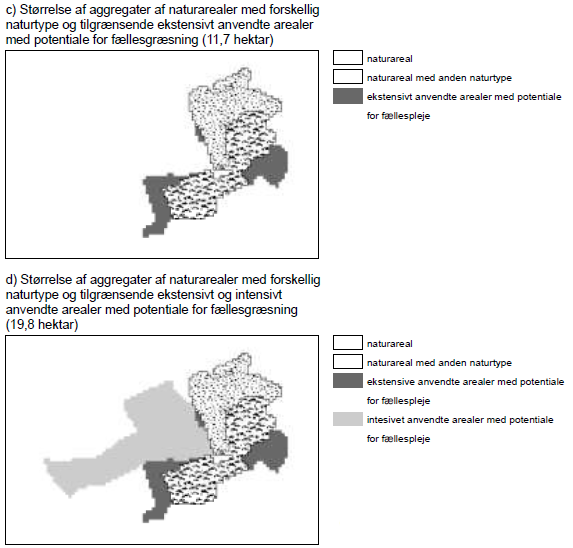 c) Størrelse af aggregater af naturarealer med forskellig
naturtype og tilgrænsende ekstensivt anvendte arealer
med potentiale for fællesgræsning (11,7 hektar)
naturareal
naturareal med anden naturtype
ekstensivt anvendte arealer med potentiale
for fællespleje
d) Størrelse af aggregater af naturarealer med forskellig
naturtype og tilgrænsende ekstensivt og intensivt
anvendte arealer med potentiale for fællesgræsning
(19,8 hektar)
naturareal
naturareal med anden naturtype
ekstensive anvendte arealer med potentiale
for fællespleje
intesivet anvendte arealer med potentiale
for fællespleje